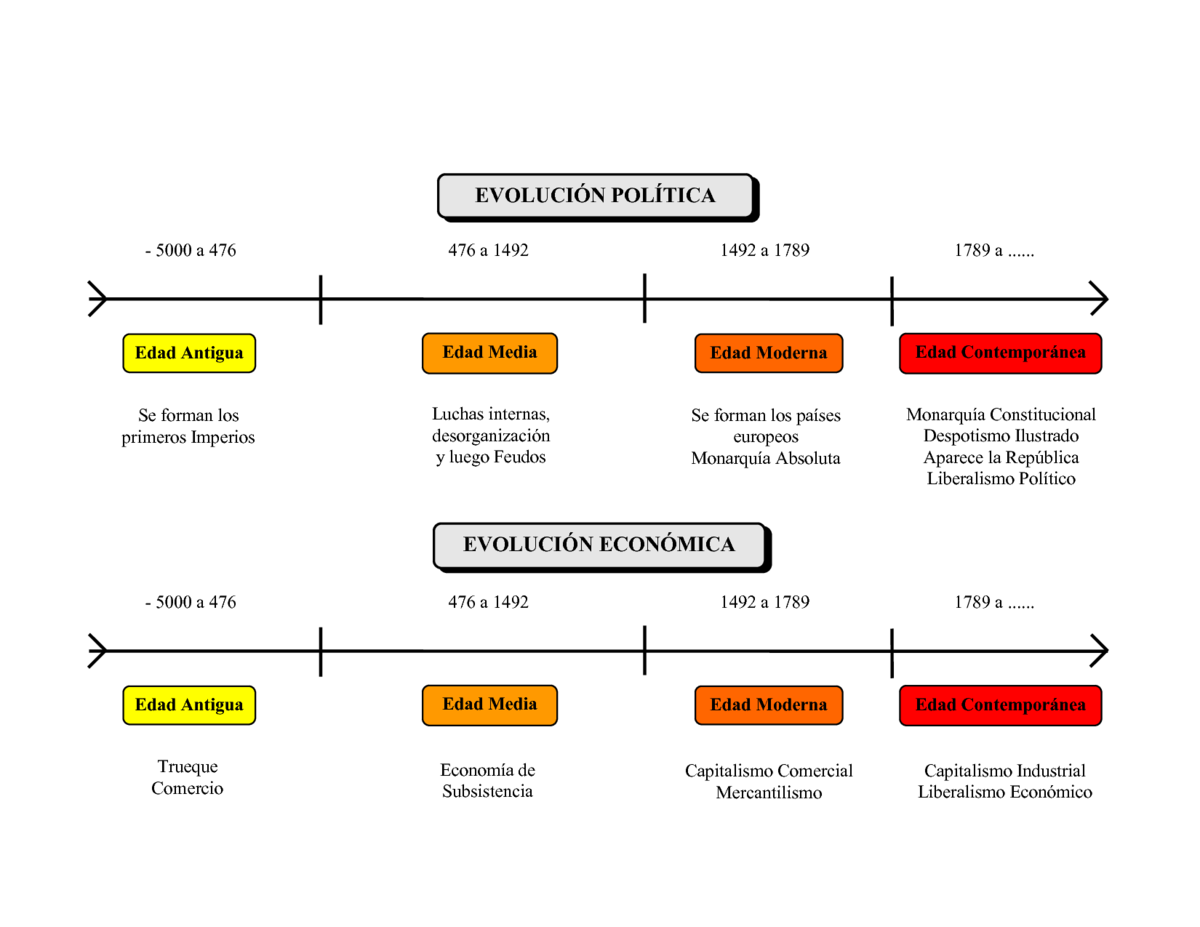 EVOLUCIÓN POLÍTICA
- 5000 a 476
476 a 1492
1492 a 1789
1789 a ......
Edad Antigua
Edad Media
Edad Moderna
Edad Contemporánea
Se forman los
primeros Imperios
Luchas internas,
desorganización
y luego Feudos
Se forman los países
europeos
Monarquía Absoluta
Monarquía Constitucional
Despotismo Ilustrado
Aparece la República
Liberalismo Político
EVOLUCIÓN ECONÓMICA
- 5000 a 476
476 a 1492
1492 a 1789
1789 a ......
Edad Antigua
Edad Media
Edad Moderna
Edad Contemporánea
Trueque
Comercio
Economía de
Subsistencia
Capitalismo Comercial
Mercantilismo
Capitalismo Industrial
Liberalismo Económico